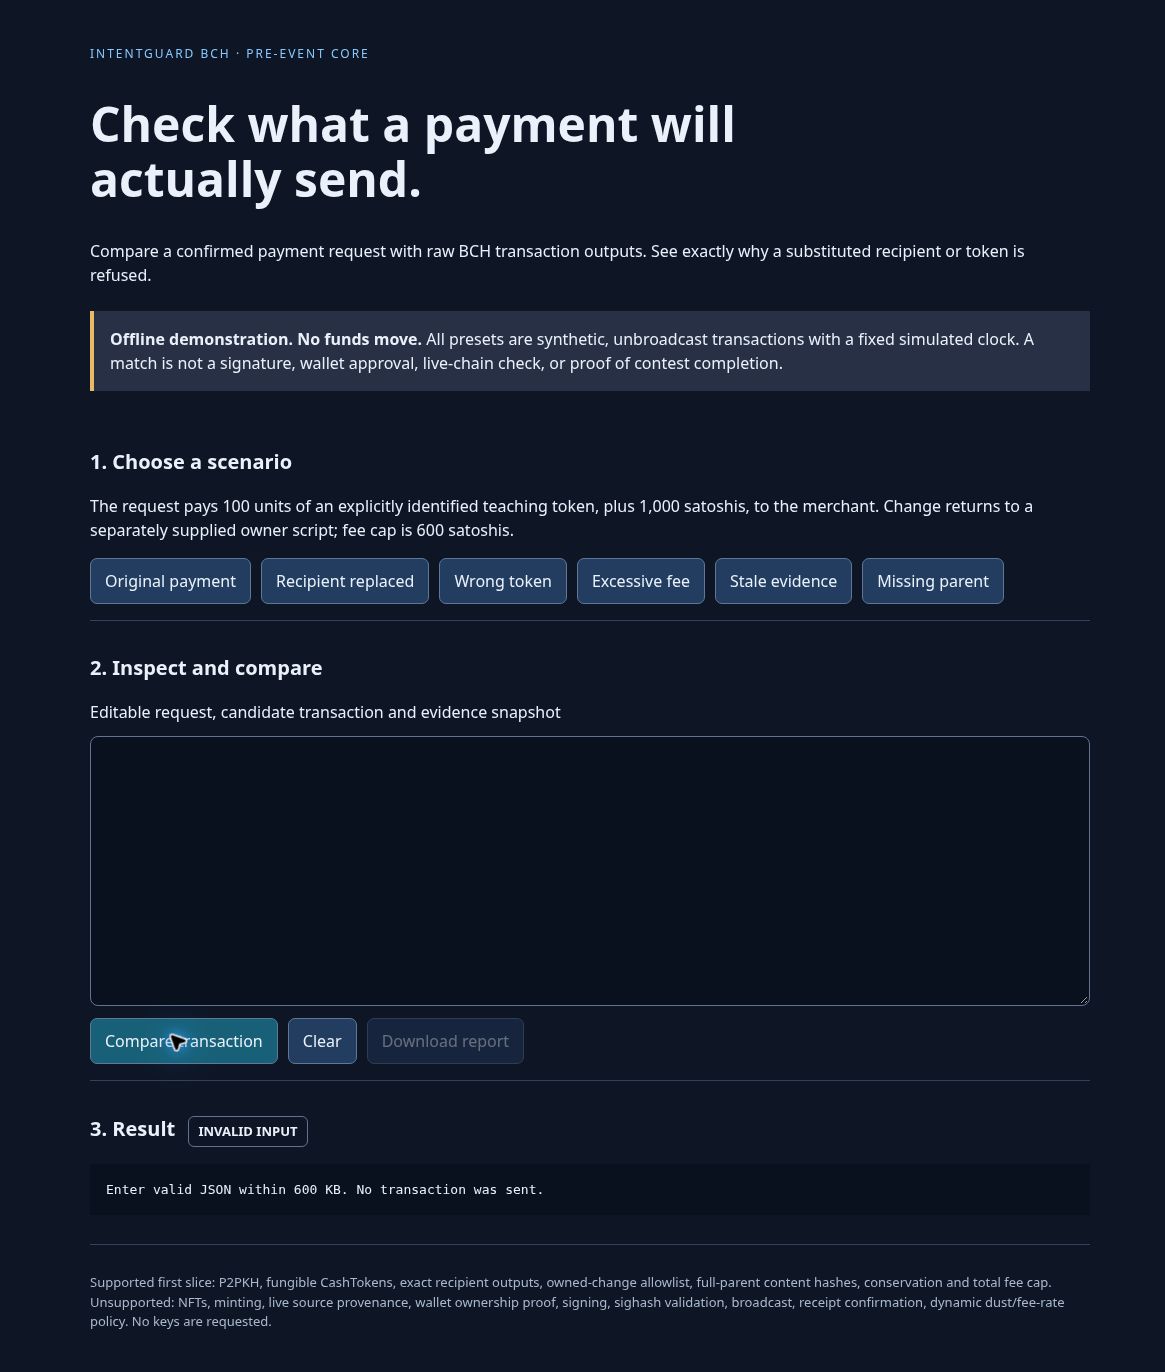 INTENTGUARD BCH · PRE-EVENT CORE
Check what a payment will
actually send.
Compare a confirmed payment request with raw BCH transaction outputs. See exactly why a substituted recipient or token is
refused.
Offline demonstration. No funds move. All presets are synthetic, unbroadcast transactions with a fixed simulated clock. A
match is not a signature, wallet approval, live-chain check, or proof of contest completion.
1. Choose a scenario
The request pays 100 units of an explicitly identified teaching token, plus 1,000 satoshis, to the merchant. Change returns to a
separately supplied owner script; fee cap is 600 satoshis.
Original payment Recipient replaced Wrong token Excessive fee Stale evidence Missing parent
2. Inspect and compare
Editable request, candidate transaction and evidence snapshot
Compare transaction Clear Download report
3. Result INVALID INPUT
Enter valid JSON within 600 KB. No transaction was sent.
Supported first slice: P2PKH, fungible CashTokens, exact recipient outputs, owned-change allowlist, full-parent content hashes, conservation and total fee cap.
Unsupported: NFTs, minting, live source provenance, wallet ownership proof, signing, sighash validation, broadcast, receipt confirmation, dynamic dust/fee-rate
policy. No keys are requested.